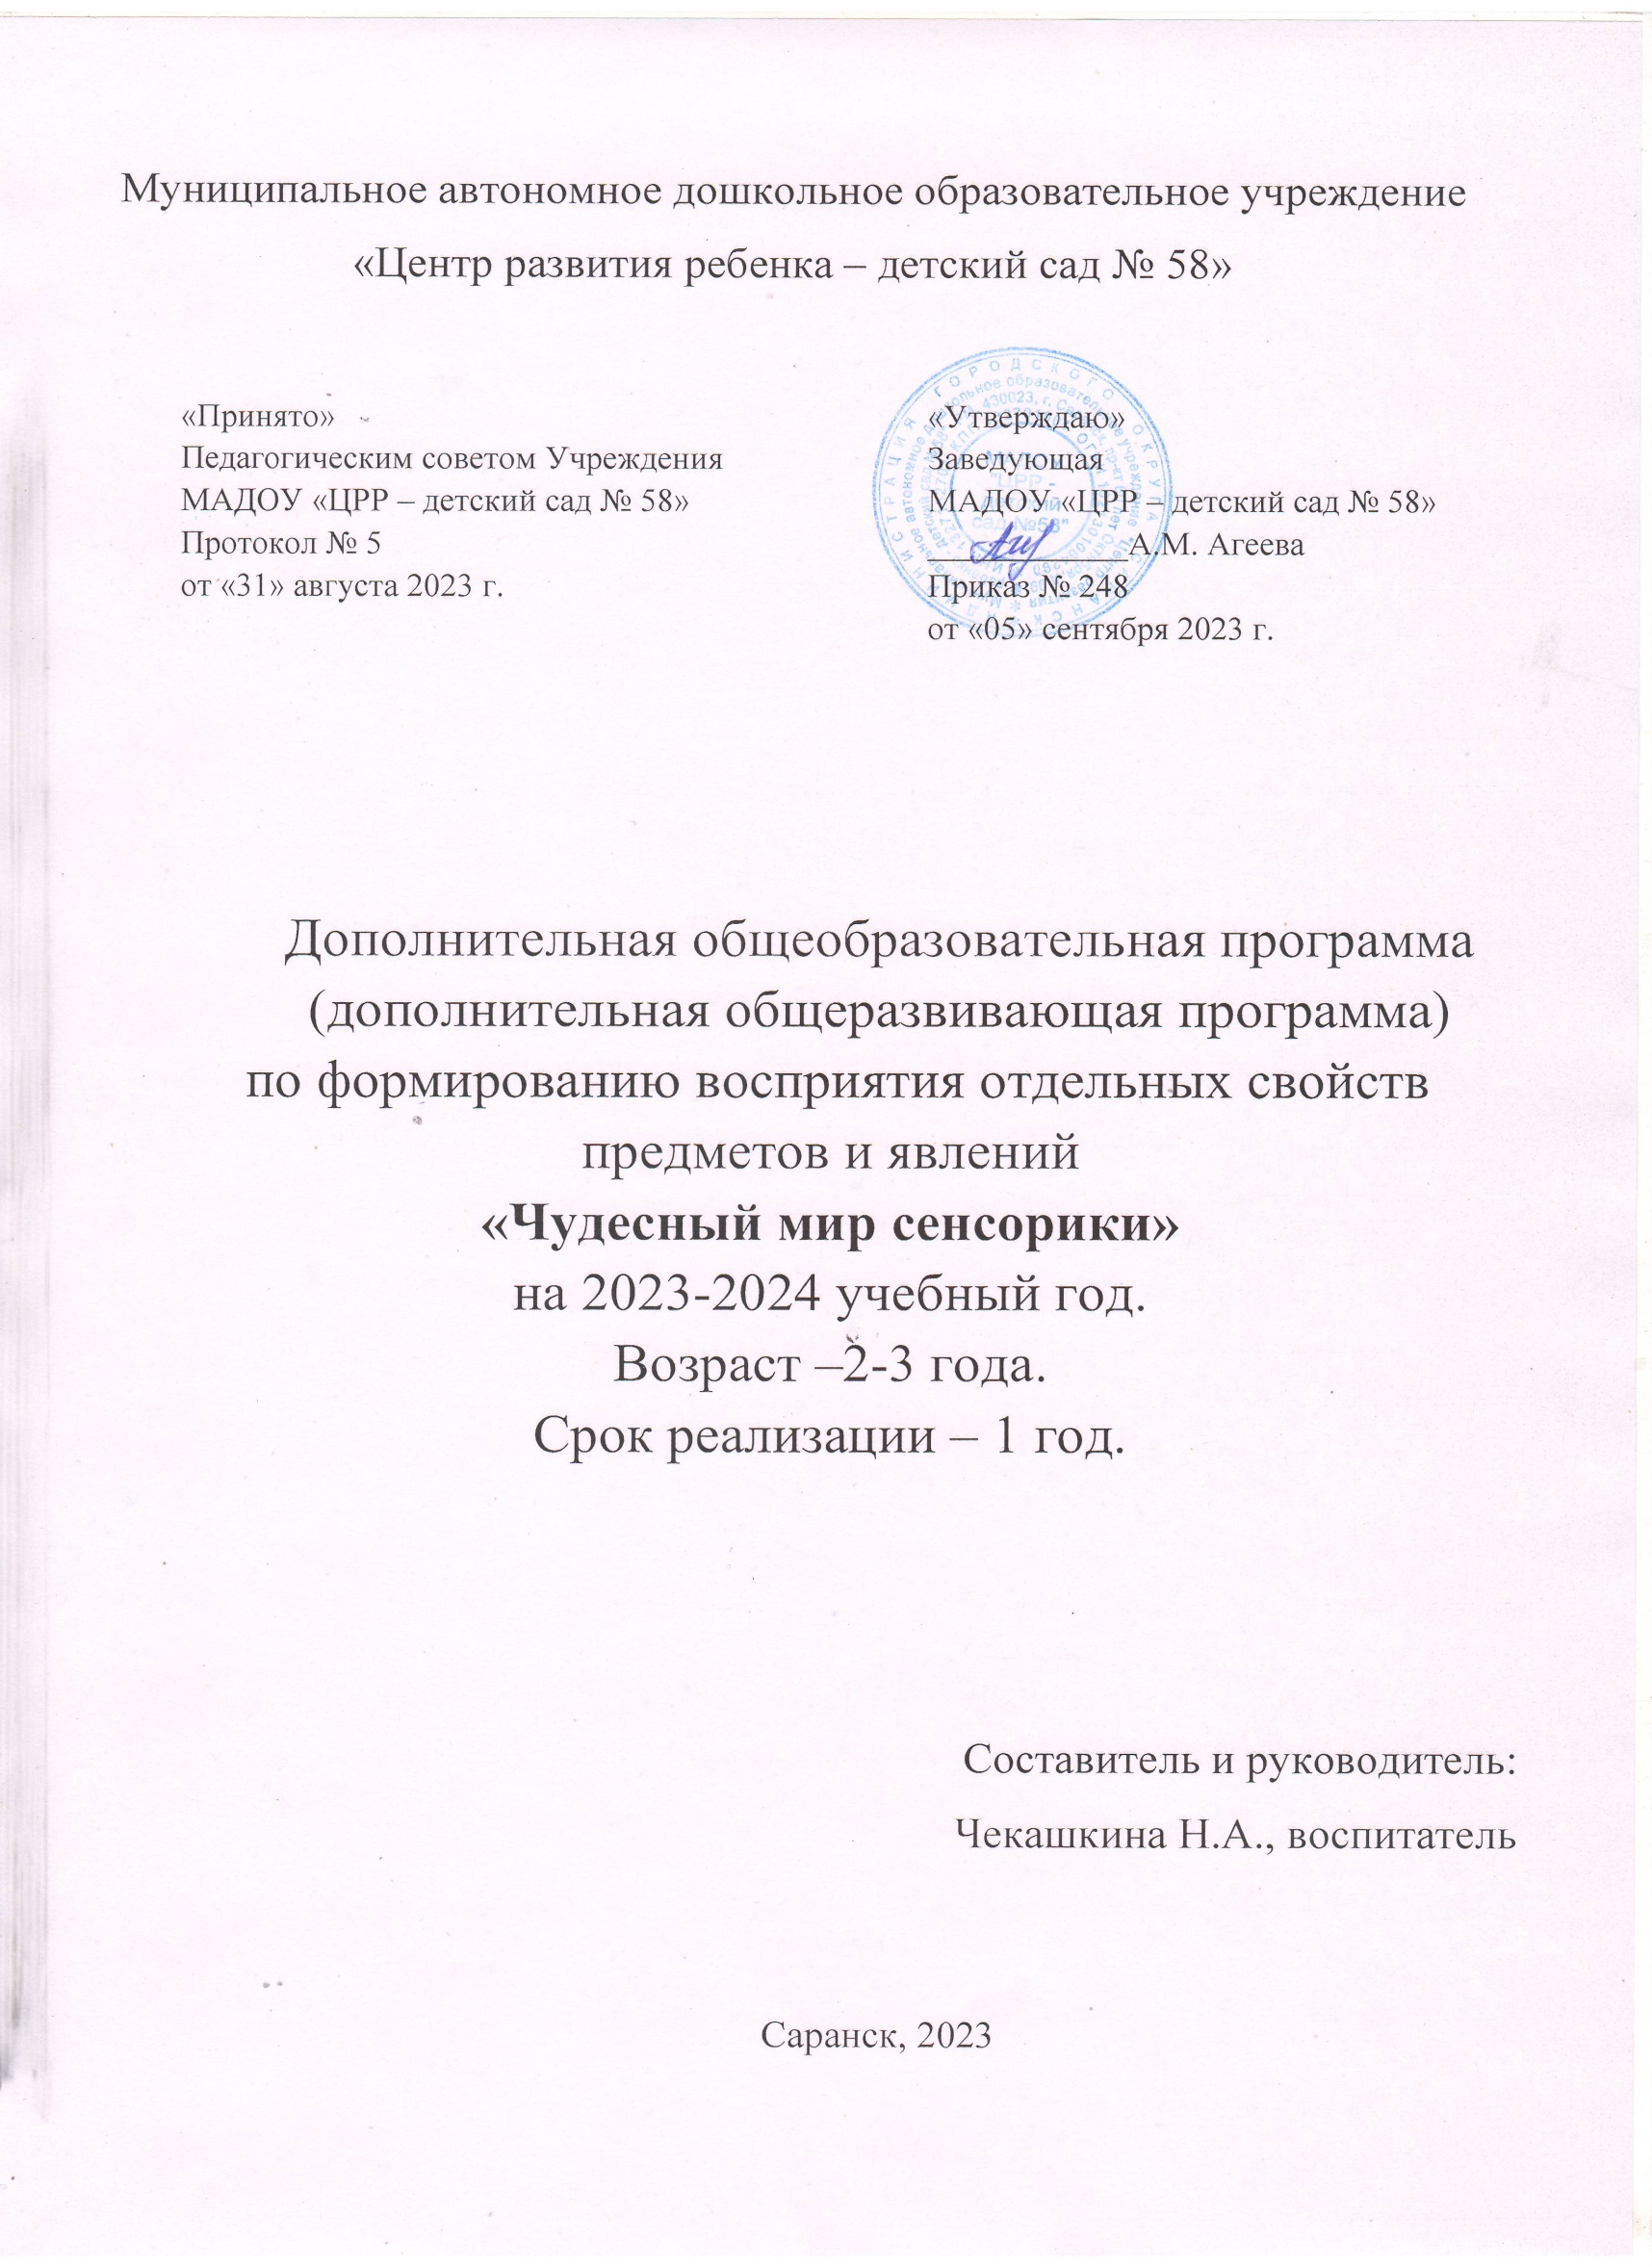 Муниципальное автономное дошкольное образовательное учреждение
«Центр развития ребенка – детский сад № 58»
«Принято»
Педагогическим советом Учреждения
МАДОУ «ЦРР – детский сад № 58»
Протокол № 5
от «31» августа 2023 г.
«Утверждаю»
Заведующая
МАДОУ «ЦРР – детский сад № 58»
____________А.М. Агеева
Приказ № 248
от «05» сентября 2023 г.
Дополнительная общеобразовательная программа
(дополнительная общеразвивающая программа)
по формированию восприятия отдельных свойств
предметов и явлений
«Чудесный мир сенсорики»
на 2023-2024 учебный год.
Возраст –2-3 года.
Срок реализации – 1 год.
Составитель и руководитель:
Чекашкина Н.А., воспитатель
Саранск, 2023